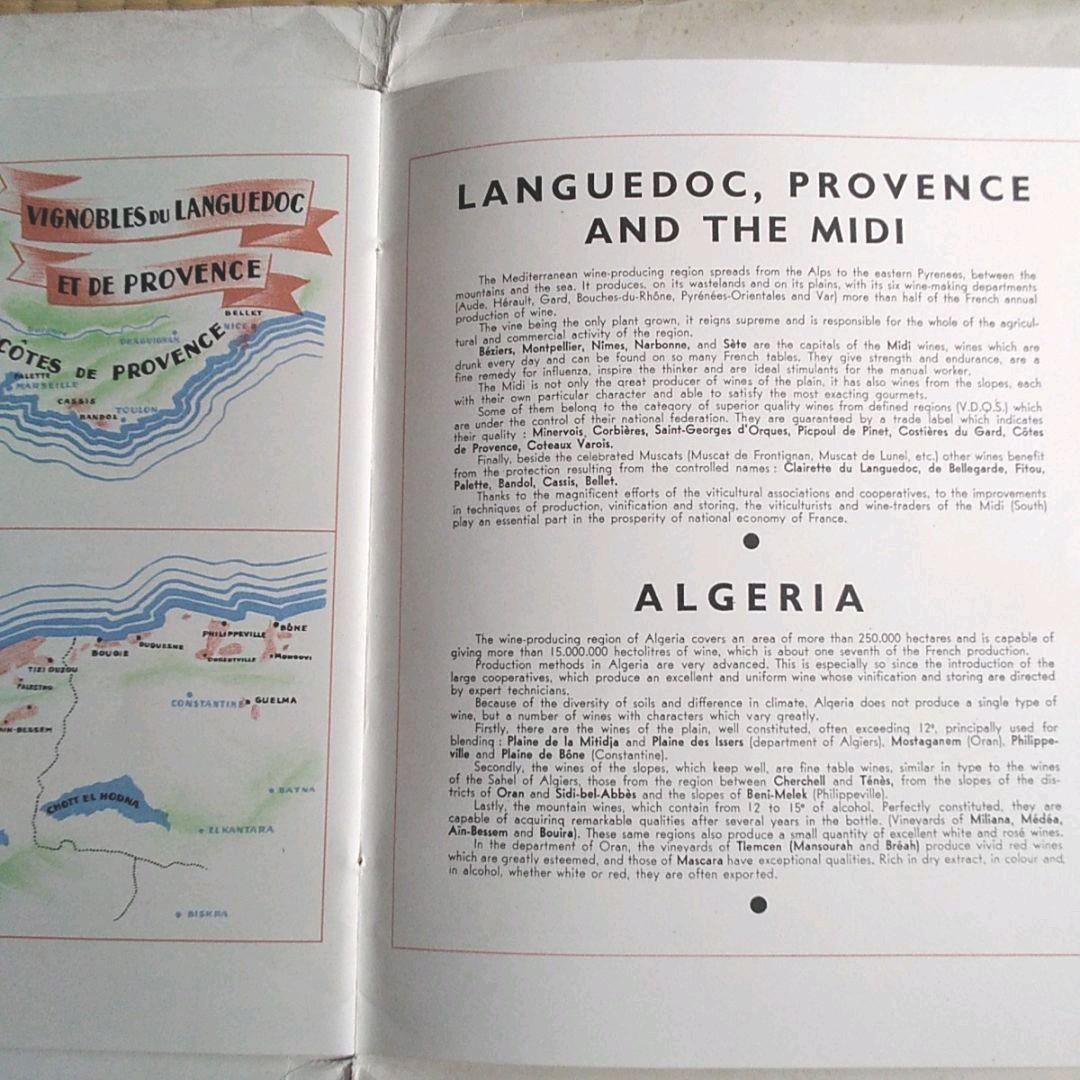 VIGNOBLES DU LANGUEDOC
ET DE PROVENCE
BELLET
NICE
DRAGUIGNAN
CÔTES DE PROVENCE
PALETTE
MARSEILLE
CASSIS
TOULON
BANDOL
BÔNE
PHILIPPEVILLE
DUQUESNE
BOUGIE
MONDOVI
TIZI OUZOU
PALESTRO
CONSTANTINE
GUELMA
IN-BESSEM
CHOTT EL HODNA
BATNA
EL KANTARA
BISKRA
LANGUEDOC, PROVENCE
AND THE MIDI
The Mediterranean wine-producing region spreads from the Alps to the eastern Pyrenees, between the
mountains and the sea. It produces, on its wastelands and on its plains, with its six wine-making departments
(Aude, Hérault, Gard, Bouches-du-Rhône, Pyrénées-Orientales and Var) more than half of the French annual
production of wine.
The vine being the only plant grown, it reigns supreme and is responsible for the whole of the agricul-
tural and commercial activity of the region.
Béziers, Montpellier, Nîmes, Narbonne, and Sète are the capitals of the Midi wines, wines which are
drunk every day and can be found on so many French tables. They give strength and endurance, are a
fine remedy for influenza, inspire the thinker and are ideal stimulants for the manual worker.
The Midi is not only the great producer of wines of the plain, it has also wines from the slopes, each
with their own particular character and able to satisfy the most exacting gourmets.
Some of them belong to the category of superior quality wines from defined regions (V.D.Q.S.) which
are under the control of their national federation. They are guaranteed by a trade label which indicates
their quality : Minervois, Corbières, Saint-Georges d'Orques, Picpoul de Pinet, Costières du Gard, Côtes
de Provence, Coteaux Varois.
Finally, beside the celebrated Muscats (Muscat de Frontignan, Muscat de Lunel, etc.) other wines benefit
from the protection resulting from the controlled names : Clairette du Languedoc, de Bellegarde, Fitou,
Palette, Bandol, Cassis, Bellet.
Thanks to the magnificent efforts of the viticultural associations and cooperatives, to the improvements
in techniques of production, vinification and storing, the viticulturists and wine-traders of the Midi (South)
play an essential part in the prosperity of national economy of France.
ALGERIA
The wine-producing region of Algeria covers an area of more than 250.000 hectares and is capable of
giving more than 15.000.000 hectolitres of wine, which is about one seventh of the French production.
Production methods in Algeria are very advanced. This is especially so since the introduction of the
large cooperatives, which produce an excellent and uniform wine whose vinification and storing are directed
by expert technicians.
Because of the diversity of soils and difference in climate, Algeria does not produce a single type of
wine, but a number of wines with characters which vary greatly.
Firstly, there are the wines of the plain, well constituted, often exceeding 12°, principally used for
blending : Plaine de la Mitidja and Plaine des Issers (department of Algiers), Mostaganem (Oran), Philippe-
ville and Plaine de Bône (Constantine).
Secondly, the wines of the slopes, which keep well, are fine table wines, similar in type to the wines
of the Sahel of Algiers, those from the region between Cherchell and Ténès, from the slopes of the dis-
tricts of Oran and Sidi-bel-Abbès and the slopes of Beni-Melek (Philippeville).
Lastly, the mountain wines, which contain from 12 to 15° of alcohol. Perfectly constituted, they are
capable of acquiring remarkable qualities after several years in the bottle. (Vineyards of Miliana, Médéa,
Aïn-Bessem and Bouira). These same regions also produce a small quantity of excellent white and rosé wines.
In the department of Oran, the vineyards of Tlemcen (Mansourah and Bréah) produce vivid red wines
which are greatly esteemed, and those of Mascara have exceptional qualities. Rich in dry extract, in colour and
in alcohol, whether white or red, they are often exported.